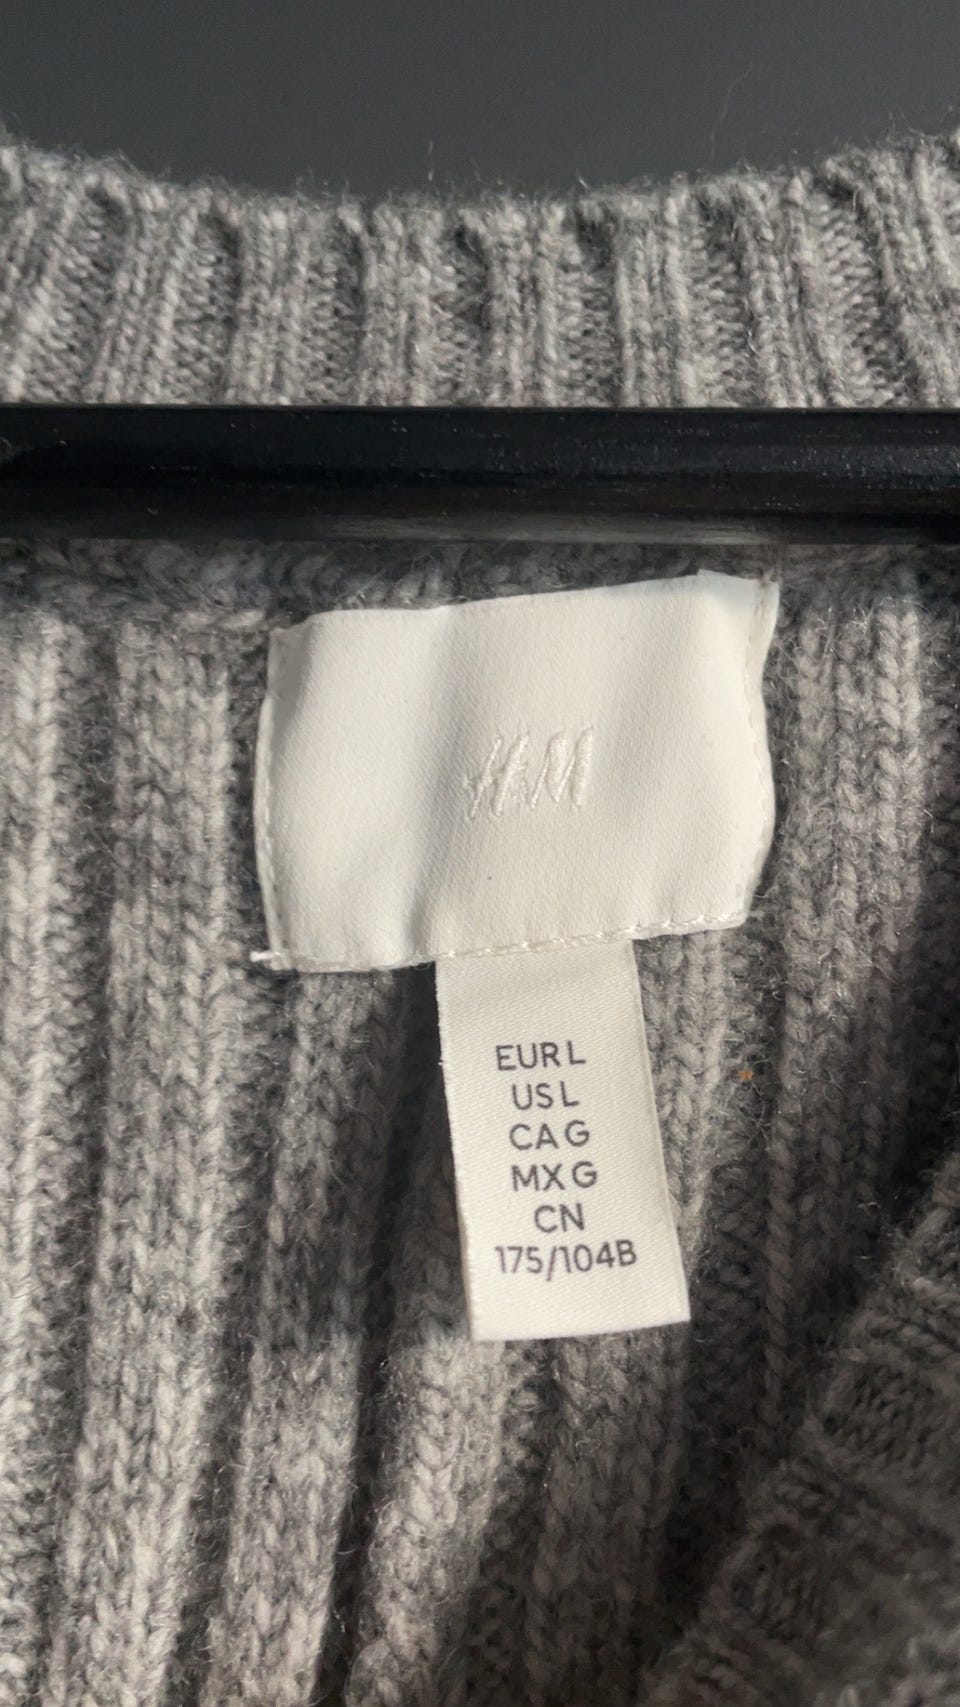 H&M
EUR L
US L
CA G
MX G
CN
175/104B